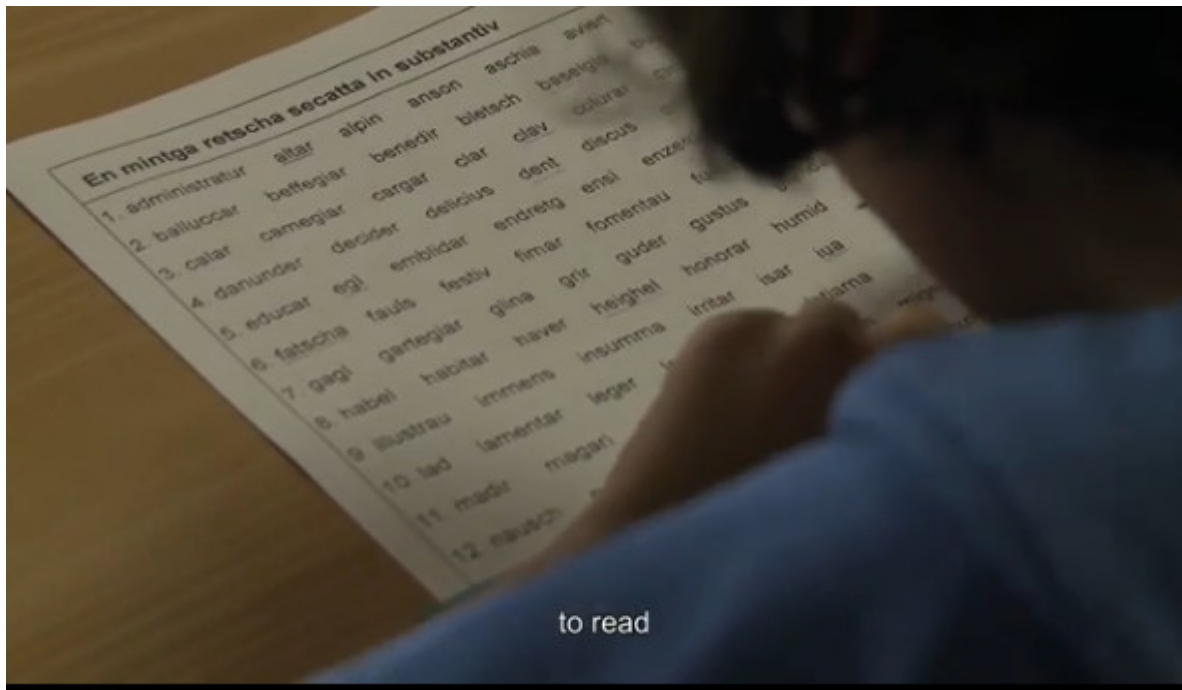 En mintga retscha secatta in substantiv
1. administratur altar alpin anson aschia aviert
2. balluccar beffegiar benedir bletsch baselgia
3. calar camegiar cargar clar clav colurar
4. danunder decider delicius dent discus
5. educar egl emblidar endretg ensi
6. fatscha fauls festiv fimar fomentau
7. gagl gartegiar glina grir guder gustus
8. habel habitar haver heighel honorar humid
9. illustrau immens insumma irritar isar iua
10. lad lamentar leger
11. madir magari
12. nausch
to read